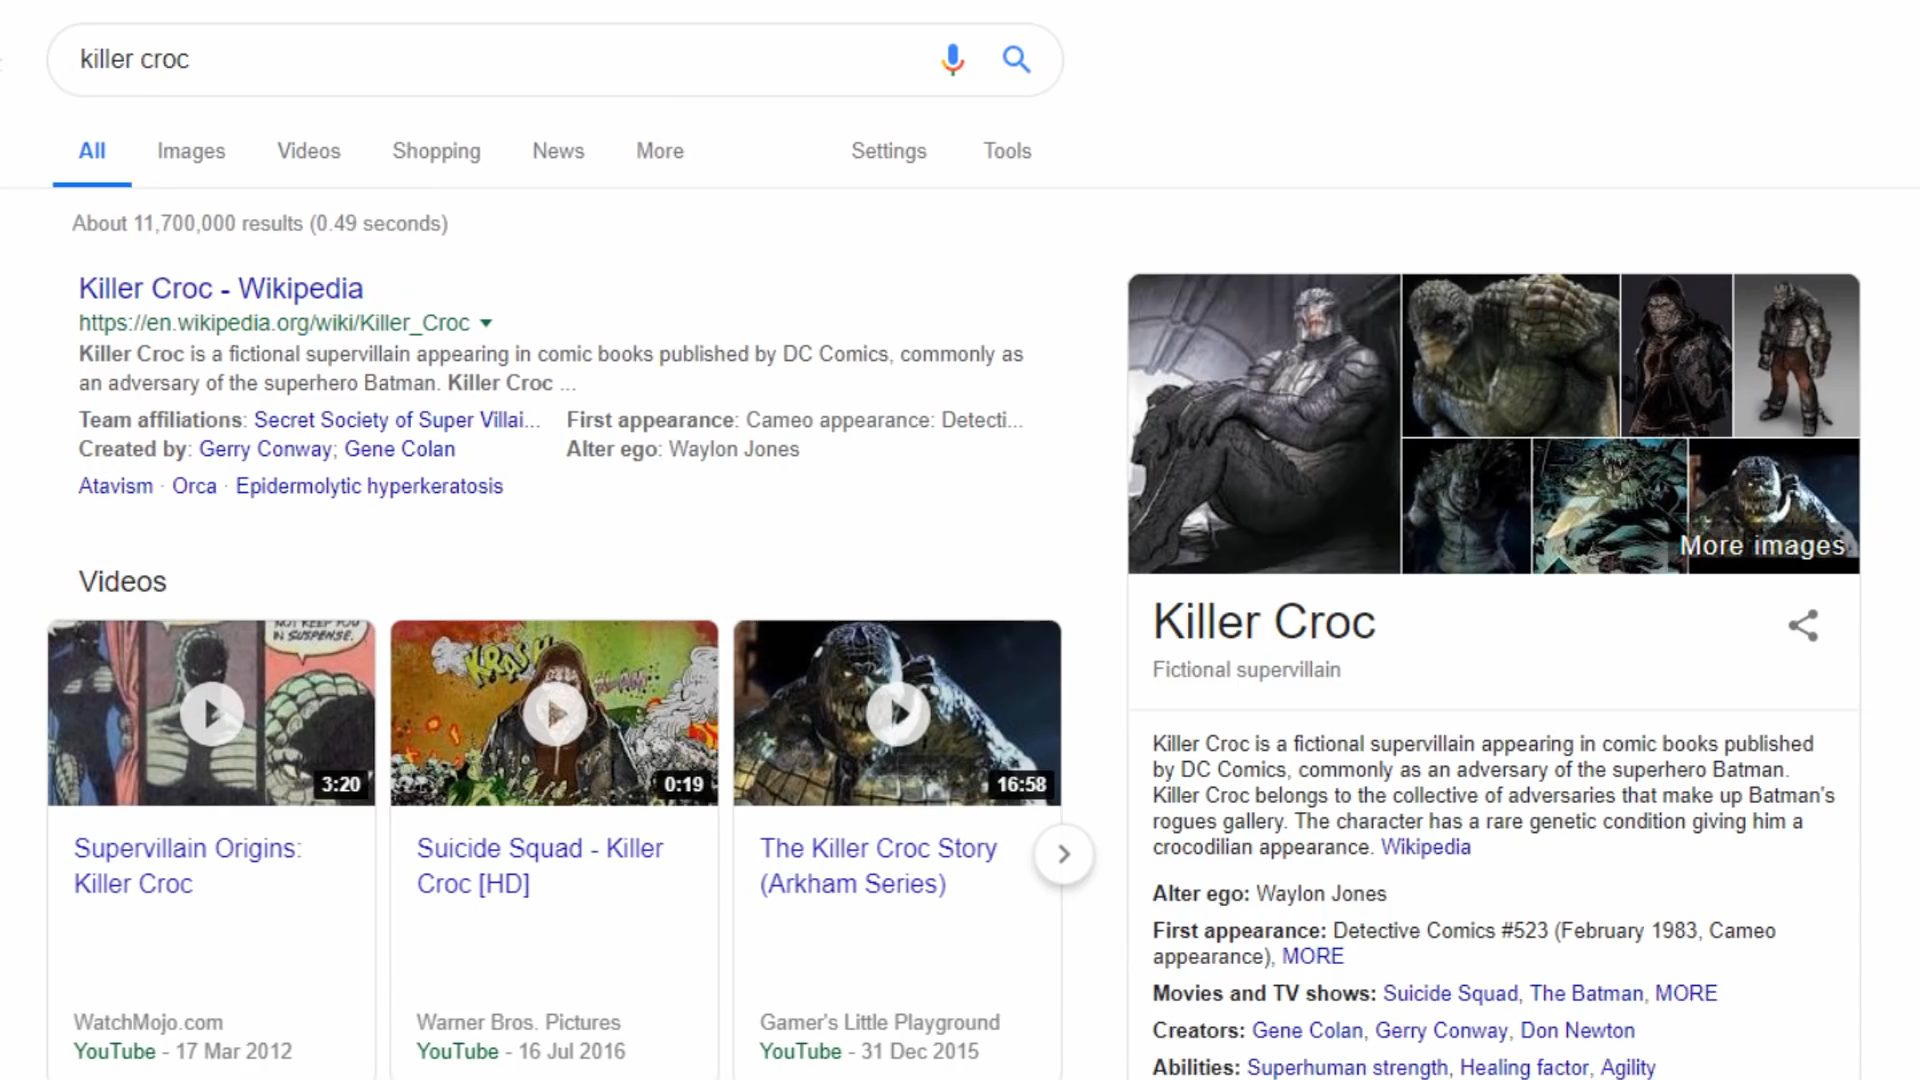 killer croc
All Images Videos Shopping News More Settings Tools
About 11,700,000 results (0.49 seconds)
Killer Croc - Wikipedia
https://en.wikipedia.org/wiki/Killer_Croc
Killer Croc is a fictional supervillain appearing in comic books published by DC Comics, commonly as
an adversary of the superhero Batman. Killer Croc ...
Team affiliations: Secret Society of Super Villai... First appearance: Cameo appearance: Detecti...
Created by: Gerry Conway; Gene Colan Alter ego: Waylon Jones
Atavism · Orca · Epidermolytic hyperkeratosis
Videos
NOT KEEP YOU
IN SUSPENSE.
3:20
KRASH
SLAM
0:19
16:58
Supervillain Origins:
Killer Croc
Suicide Squad - Killer
Croc [HD]
The Killer Croc Story
(Arkham Series)
WatchMojo.com
YouTube - 17 Mar 2012
Warner Bros. Pictures
YouTube - 16 Jul 2016
Gamer's Little Playground
YouTube - 31 Dec 2015
More images
Killer Croc
Fictional supervillain
Killer Croc is a fictional supervillain appearing in comic books published
by DC Comics, commonly as an adversary of the superhero Batman.
Killer Croc belongs to the collective of adversaries that make up Batman's
rogues gallery. The character has a rare genetic condition giving him a
crocodilian appearance. Wikipedia
Alter ego: Waylon Jones
First appearance: Detective Comics #523 (February 1983, Cameo
appearance), MORE
Movies and TV shows: Suicide Squad, The Batman, MORE
Creators: Gene Colan, Gerry Conway, Don Newton
Abilities: Superhuman strength, Healing factor, Agility